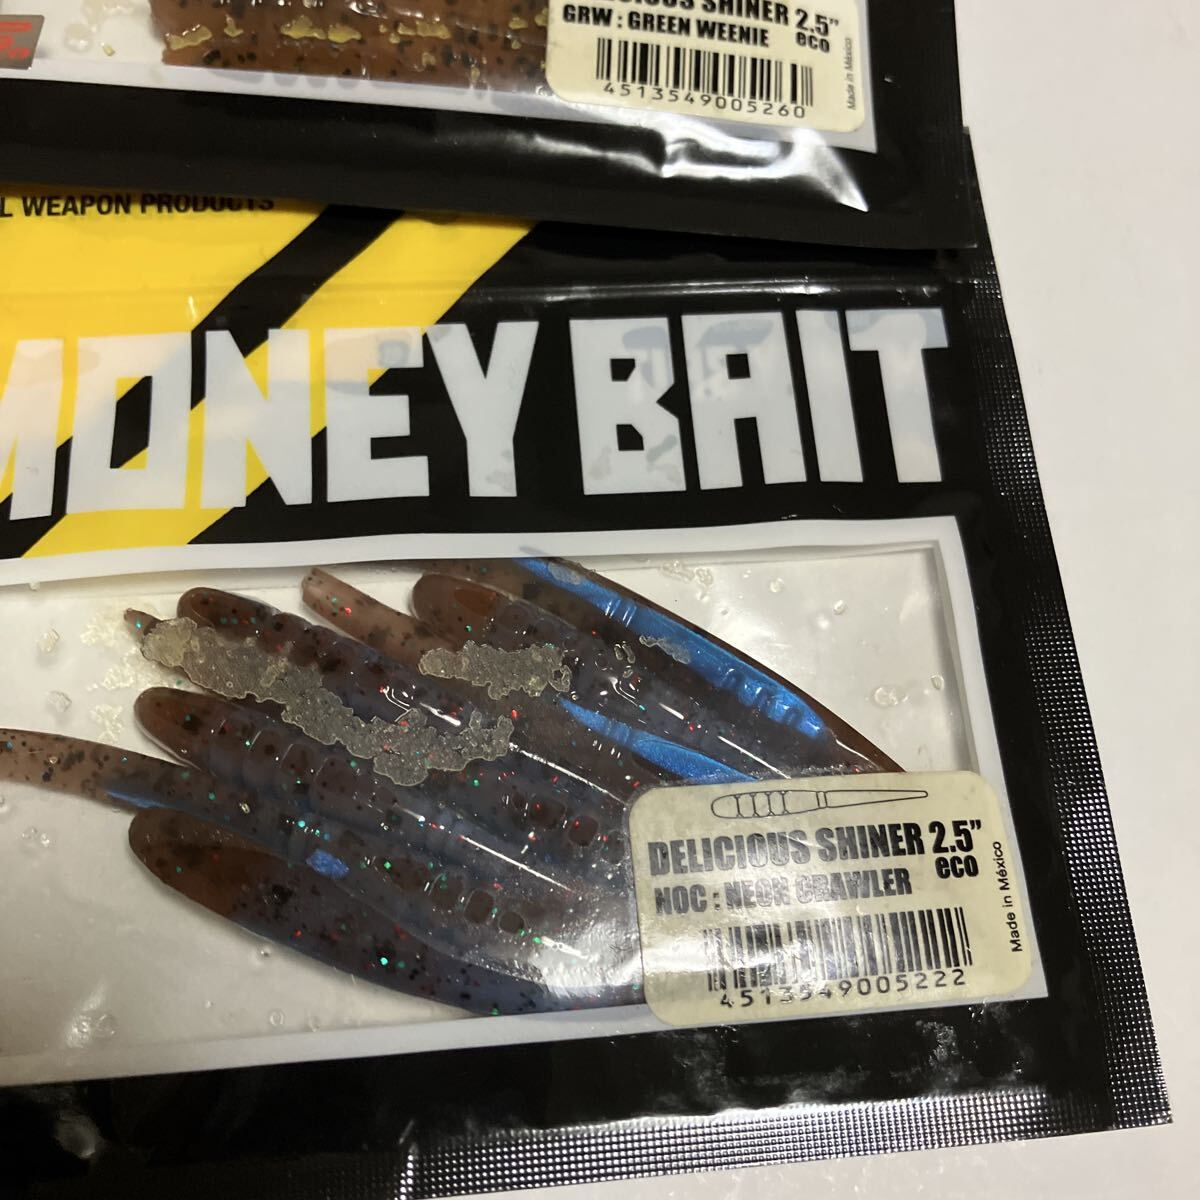 SHINER 2.5"
GRW : GREEN WEENIE eco
4513549005260
Made in México
WEAPON PRODUCTS
MONEY BAIT
DELICIOUS SHINER 2.5"
eco
NOC : NEON CRAWLER
4513549005222
Made in México